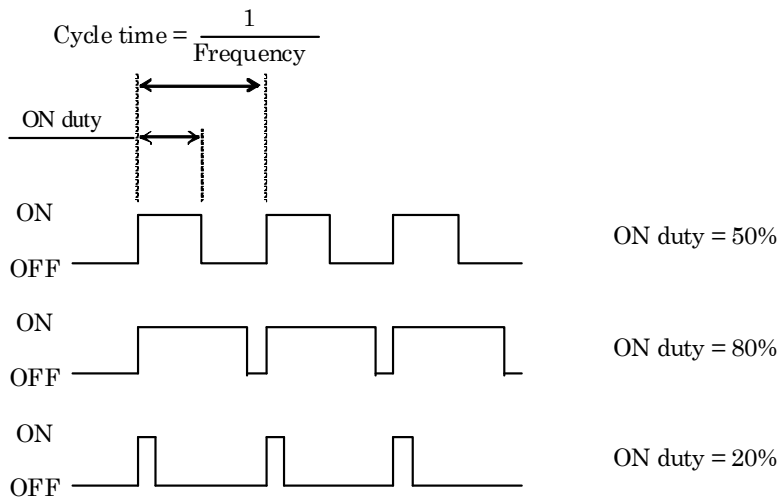 Cycle time = 1 / Frequency
ON duty
ON
OFF
ON duty = 50%
ON
OFF
ON duty = 80%
ON
OFF
ON duty = 20%